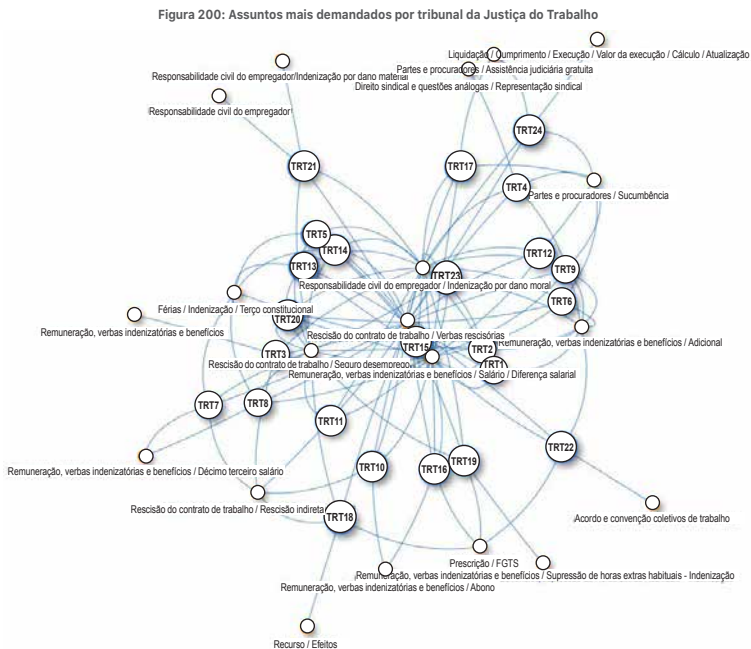 Figura 200: Assuntos mais demandados por tribunal da Justiça do Trabalho
Liquidação / Cumprimento / Execução / Valor da execução / Cálculo / Atualização
Partes e procuradores / Assistência judiciária gratuita
Responsabilidade civil do empregador/Indenização por dano material
Direito sindical e questões análogas / Representação sindical
Responsabilidade civil do empregador
TRT24
TRT21
TRT17
TRT4
Partes e procuradores / Sucumbência
TRT5
TRT14
TRT12
TRT13
TRT9
TRT23
Responsabilidade civil do empregador / Indenização por dano moral
TRT6
Férias / Indenização / Terço constitucional
TRT20
Remuneração, verbas indenizatórias e benefícios
Rescisão do contrato de trabalho / Verbas rescisórias
Remuneração, verbas indenizatórias e benefícios / Adicional
TRT15
TRT2
TRT3
Rescisão do contrato de trabalho / Seguro desemprego
TRT1
Remuneração, verbas indenizatórias e benefícios / Salário / Diferença salarial
TRT7
TRT8
TRT11
TRT22
TRT19
TRT10
TRT16
Remuneração, verbas indenizatórias e benefícios / Décimo terceiro salário
Rescisão do contrato de trabalho / Rescisão indireta
TRT18
Acordo e convenção coletivos de trabalho
Prescrição / FGTS
Remuneração, verbas indenizatórias e benefícios / Supressão de horas extras habituais - Indenização
Remuneração, verbas indenizatórias e benefícios / Abono
Recurso / Efeitos